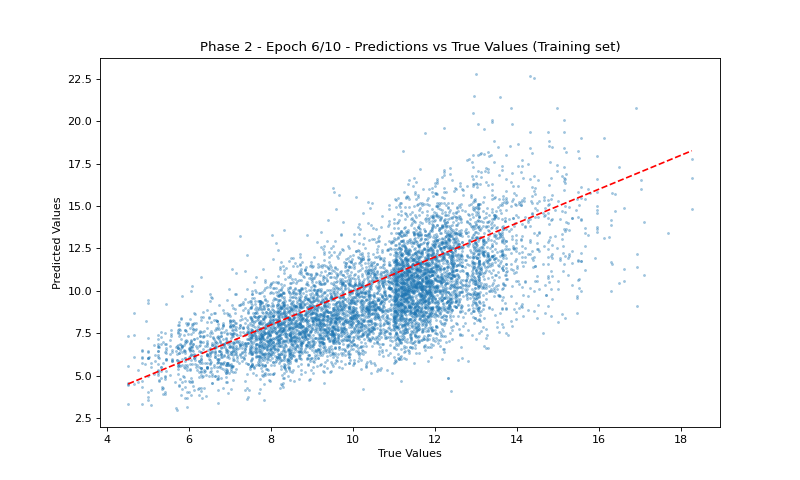 Phase 2 - Epoch 6/10 - Predictions vs True Values (Training set)
22.5
20.0
17.5
15.0
12.5
10.0
7.5
5.0
2.5
Predicted Values
4 6 8 10 12 14 16 18
True Values